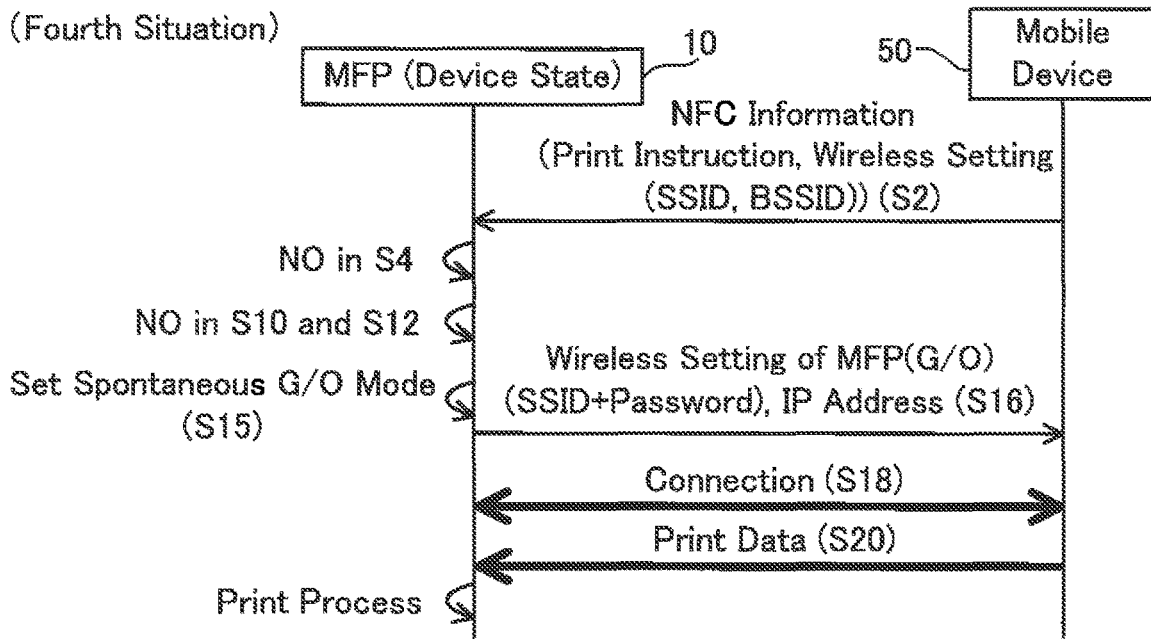 (Fourth Situation)
MFP (Device State)
10
50
Mobile
Device
NFC Information
(Print Instruction, Wireless Setting
(SSID, BSSID)) (S2)
NO in S4
NO in S10 and S12
Set Spontaneous G/O Mode
(S15)
Wireless Setting of MFP(G/O)
(SSID+Password), IP Address (S16)
Connection (S18)
Print Data (S20)
Print Process